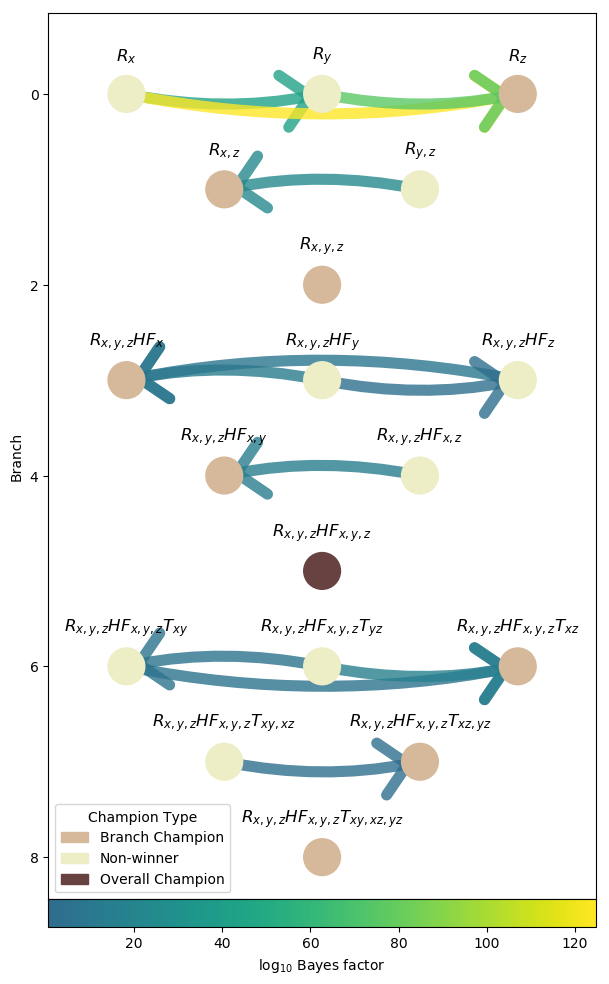 R_x R_y R_z
0
R_{x,z} R_{y,z}
R_{x,y,z}
2
R_{x,y,z}HF_x R_{x,y,z}HF_y R_{x,y,z}HF_z
R_{x,y,z}HF_{x,y} R_{x,y,z}HF_{x,z}
Branch
4
R_{x,y,z}HF_{x,y,z}
R_{x,y,z}HF_{x,y,z}T_{xy} R_{x,y,z}HF_{x,y,z}T_{yz} R_{x,y,z}HF_{x,y,z}T_{xz}
6
R_{x,y,z}HF_{x,y,z}T_{xy,xz} R_{x,y,z}HF_{x,y,z}T_{xz,yz}
R_{x,y,z}HF_{x,y,z}T_{xy,xz,yz}
Champion Type
Branch Champion
Non-winner
Overall Champion
8
20 40 60 80 100 120
log_{10} Bayes factor